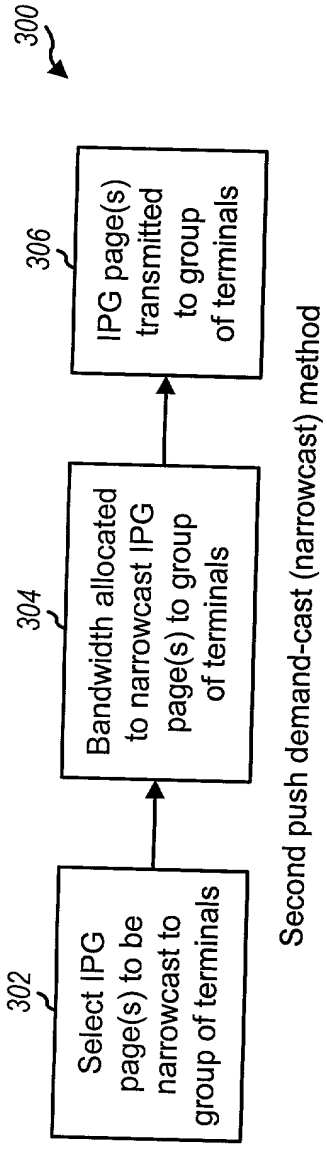 300
302
Select IPG
page(s) to be
narrowcast to
group of terminals
304
Bandwidth allocated
to narrowcast IPG
page(s) to group
of terminals
306
IPG page(s)
transmitted
to group
of terminals
Second push demand-cast (narrowcast) method